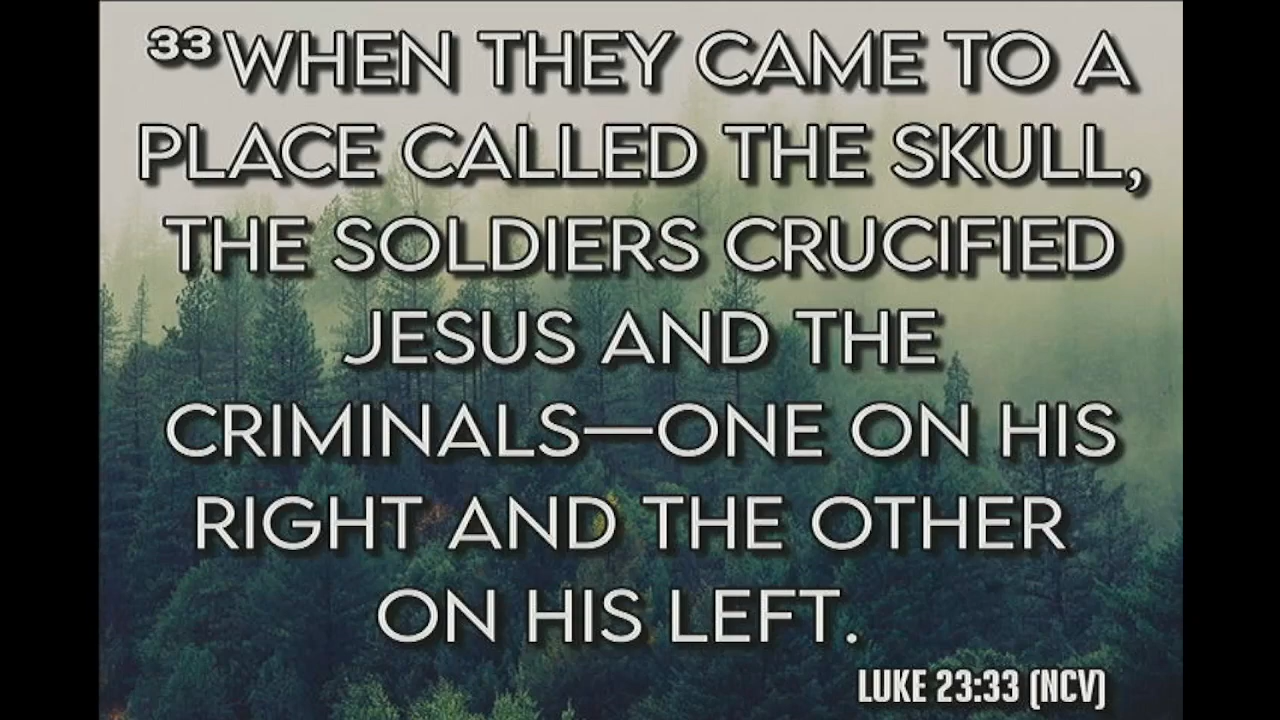 ³³WHEN THEY CAME TO A
PLACE CALLED THE SKULL,
THE SOLDIERS CRUCIFIED
JESUS AND THE
CRIMINALS—ONE ON HIS
RIGHT AND THE OTHER
ON HIS LEFT.
LUKE 23:33 (NCV)